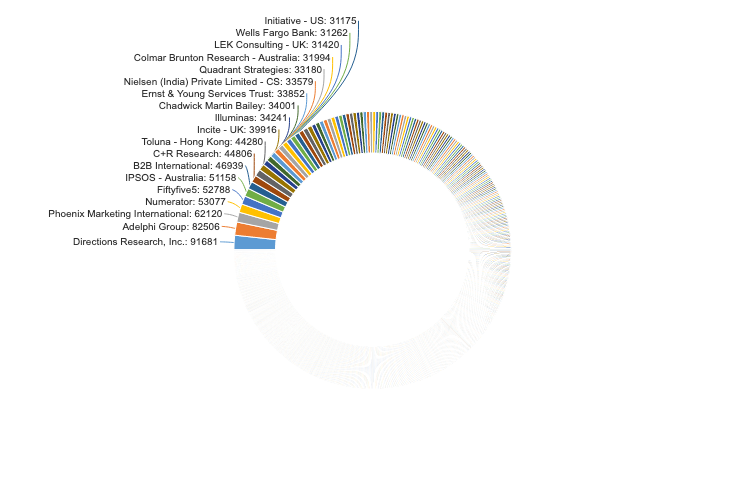 Initiative - US: 31175
Wells Fargo Bank: 31262
LEK Consulting - UK: 31420
Colmar Brunton Research - Australia: 31994
Quadrant Strategies: 33180
Nielsen (India) Private Limited - CS: 33579
Ernst & Young Services Trust: 33852
Chadwick Martin Bailey: 34001
Illuminas: 34241
Incite - UK: 39916
Toluna - Hong Kong: 44280
C+R Research: 44806
B2B International: 46939
IPSOS - Australia: 51158
Fiftyfive5: 52788
Numerator: 53077
Phoenix Marketing International: 62120
Adelphi Group: 82506
Directions Research, Inc.: 91681